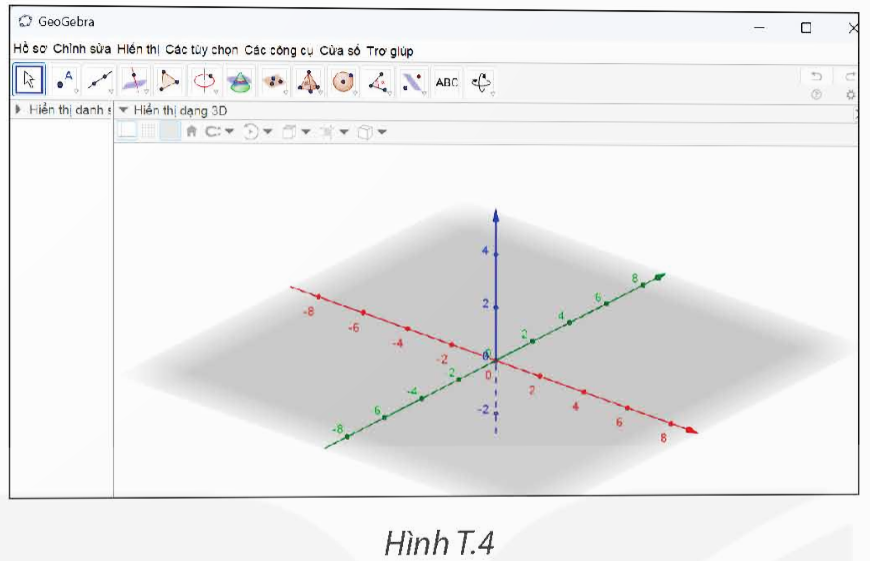 GeoGebra
Hồ sơ Chỉnh sửa Hiển thị Các tùy chọn Các công cụ Cửa sổ Trợ giúp
A ABC
Hiển thị danh s Hiển thị dạng 3D
4
2
0
-2
-8 -6 -4 -2 0 2 4 6 8
-8 6 -4 2 0 2 4 6 8
Hình T.4